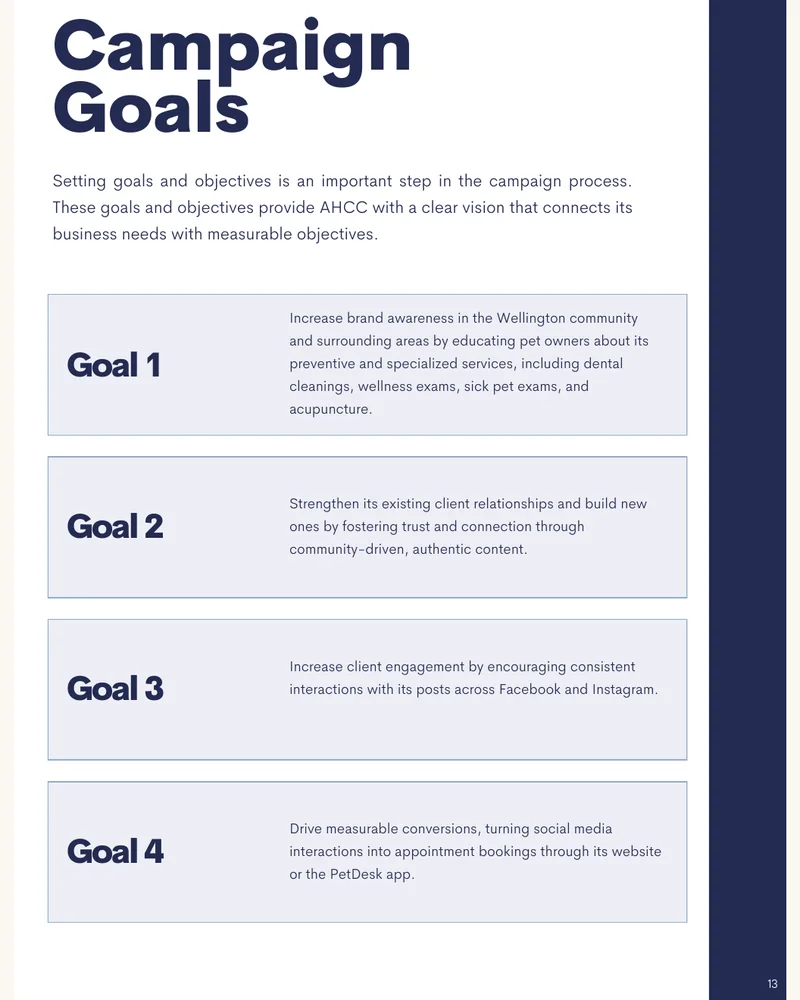 Campaign
Goals
Setting goals and objectives is an important step in the campaign process.
These goals and objectives provide AHCC with a clear vision that connects its
business needs with measurable objectives.
Goal 1
Increase brand awareness in the Wellington community
and surrounding areas by educating pet owners about its
preventive and specialized services, including dental
cleanings, wellness exams, sick pet exams, and
acupuncture.
Goal 2
Strengthen its existing client relationships and build new
ones by fostering trust and connection through
community-driven, authentic content.
Goal 3
Increase client engagement by encouraging consistent
interactions with its posts across Facebook and Instagram.
Goal 4
Drive measurable conversions, turning social media
interactions into appointment bookings through its website
or the PetDesk app.
13